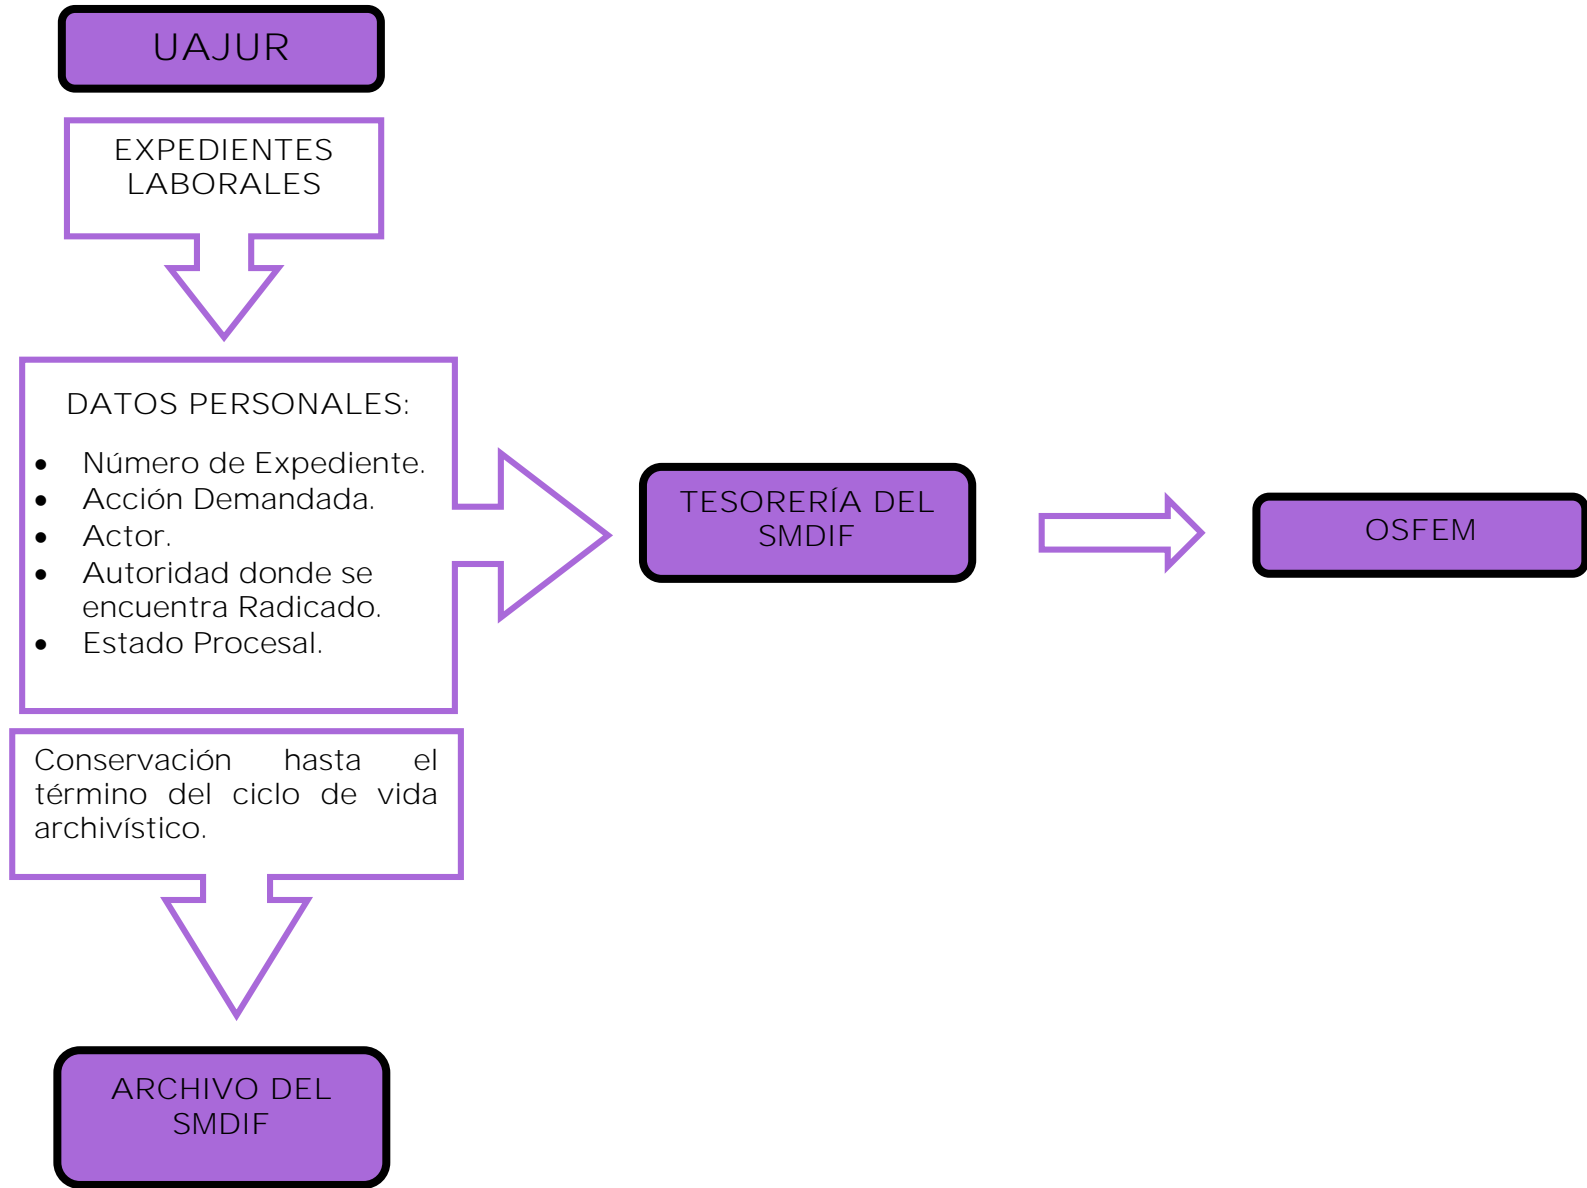 UAJUR
EXPEDIENTES
LABORALES
DATOS PERSONALES:
• Número de Expediente.
• Acción Demandada.
• Actor.
• Autoridad donde se
encuentra Radicado.
• Estado Procesal.
TESORERÍA DEL
SMDIF
OSFEM
Conservación hasta el
término del ciclo de vida
archivístico.
ARCHIVO DEL
SMDIF